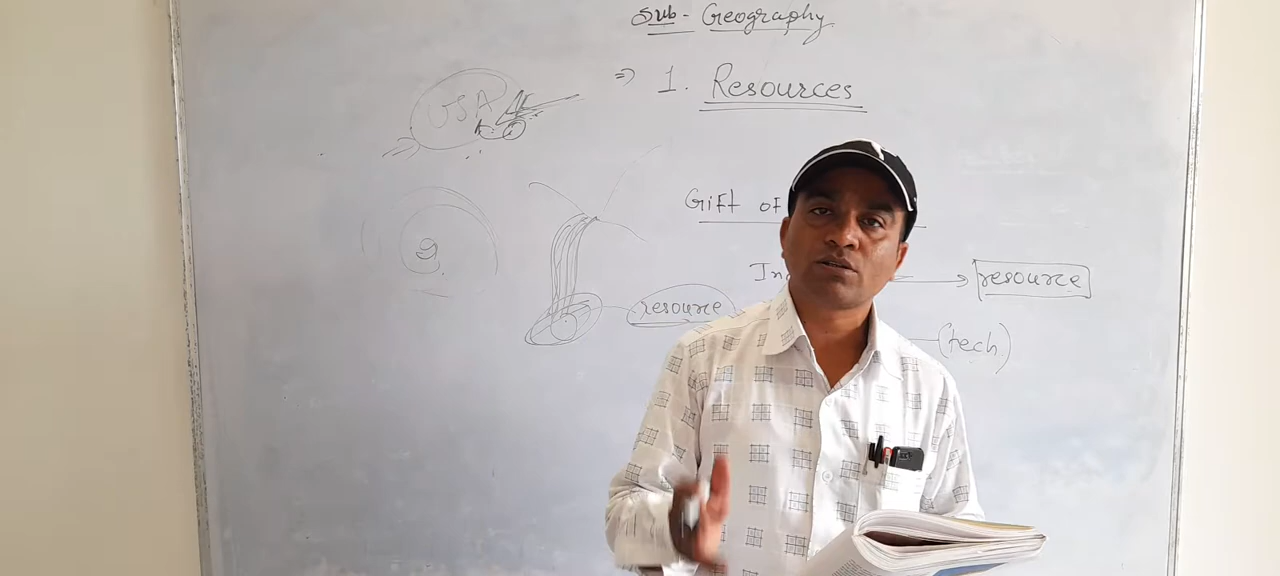 Sub - Geography
⇒ 1. Resources
USA
Gift of
resource
resource
(tech)